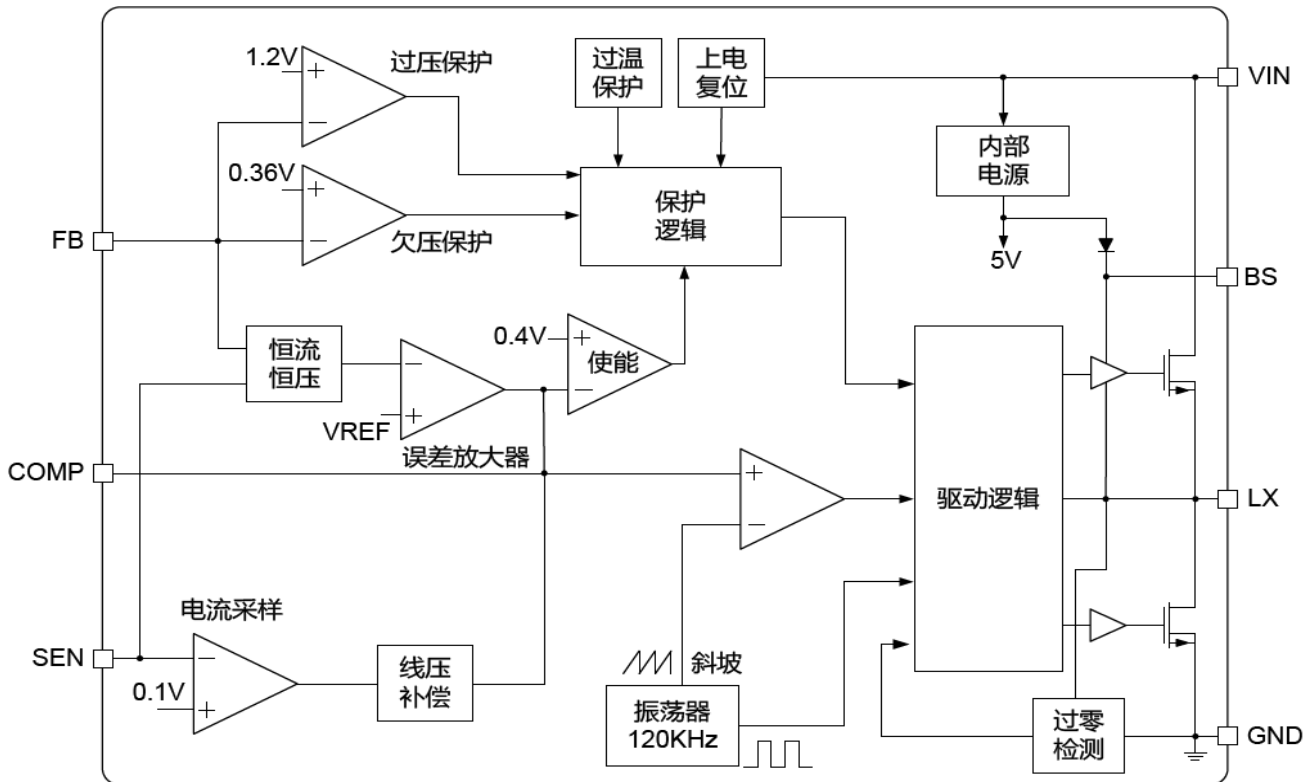 1.2V
过压保护
过温
保护
上电
复位
VIN
0.36V
内部
电源
保护
逻辑
FB
欠压保护
5V
BS
0.4V
恒流
恒压
使能
VREF
误差放大器
COMP
驱动逻辑
LX
电流采样
SEN
0.1V
线压
补偿
斜坡
振荡器
120KHz
过零
检测
GND